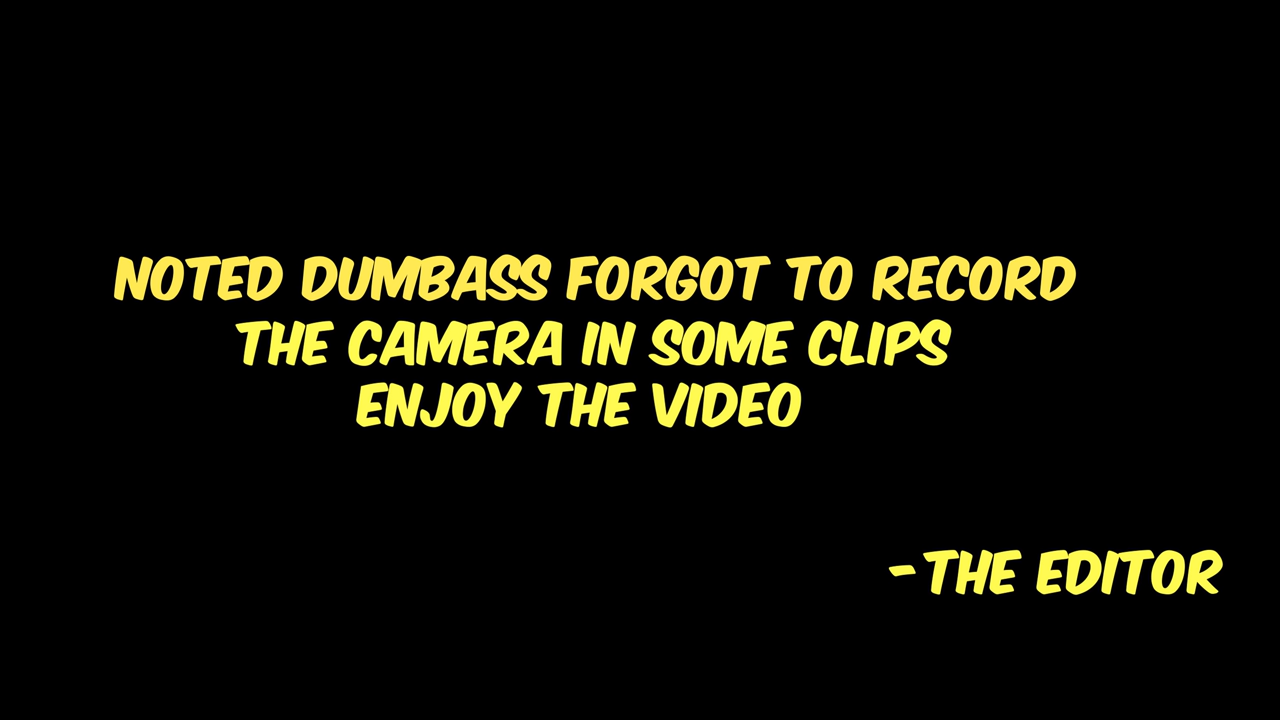 NOTED DUMBASS FORGOT TO RECORD
THE CAMERA IN SOME CLIPS
ENJOY THE VIDEO
-THE EDITOR